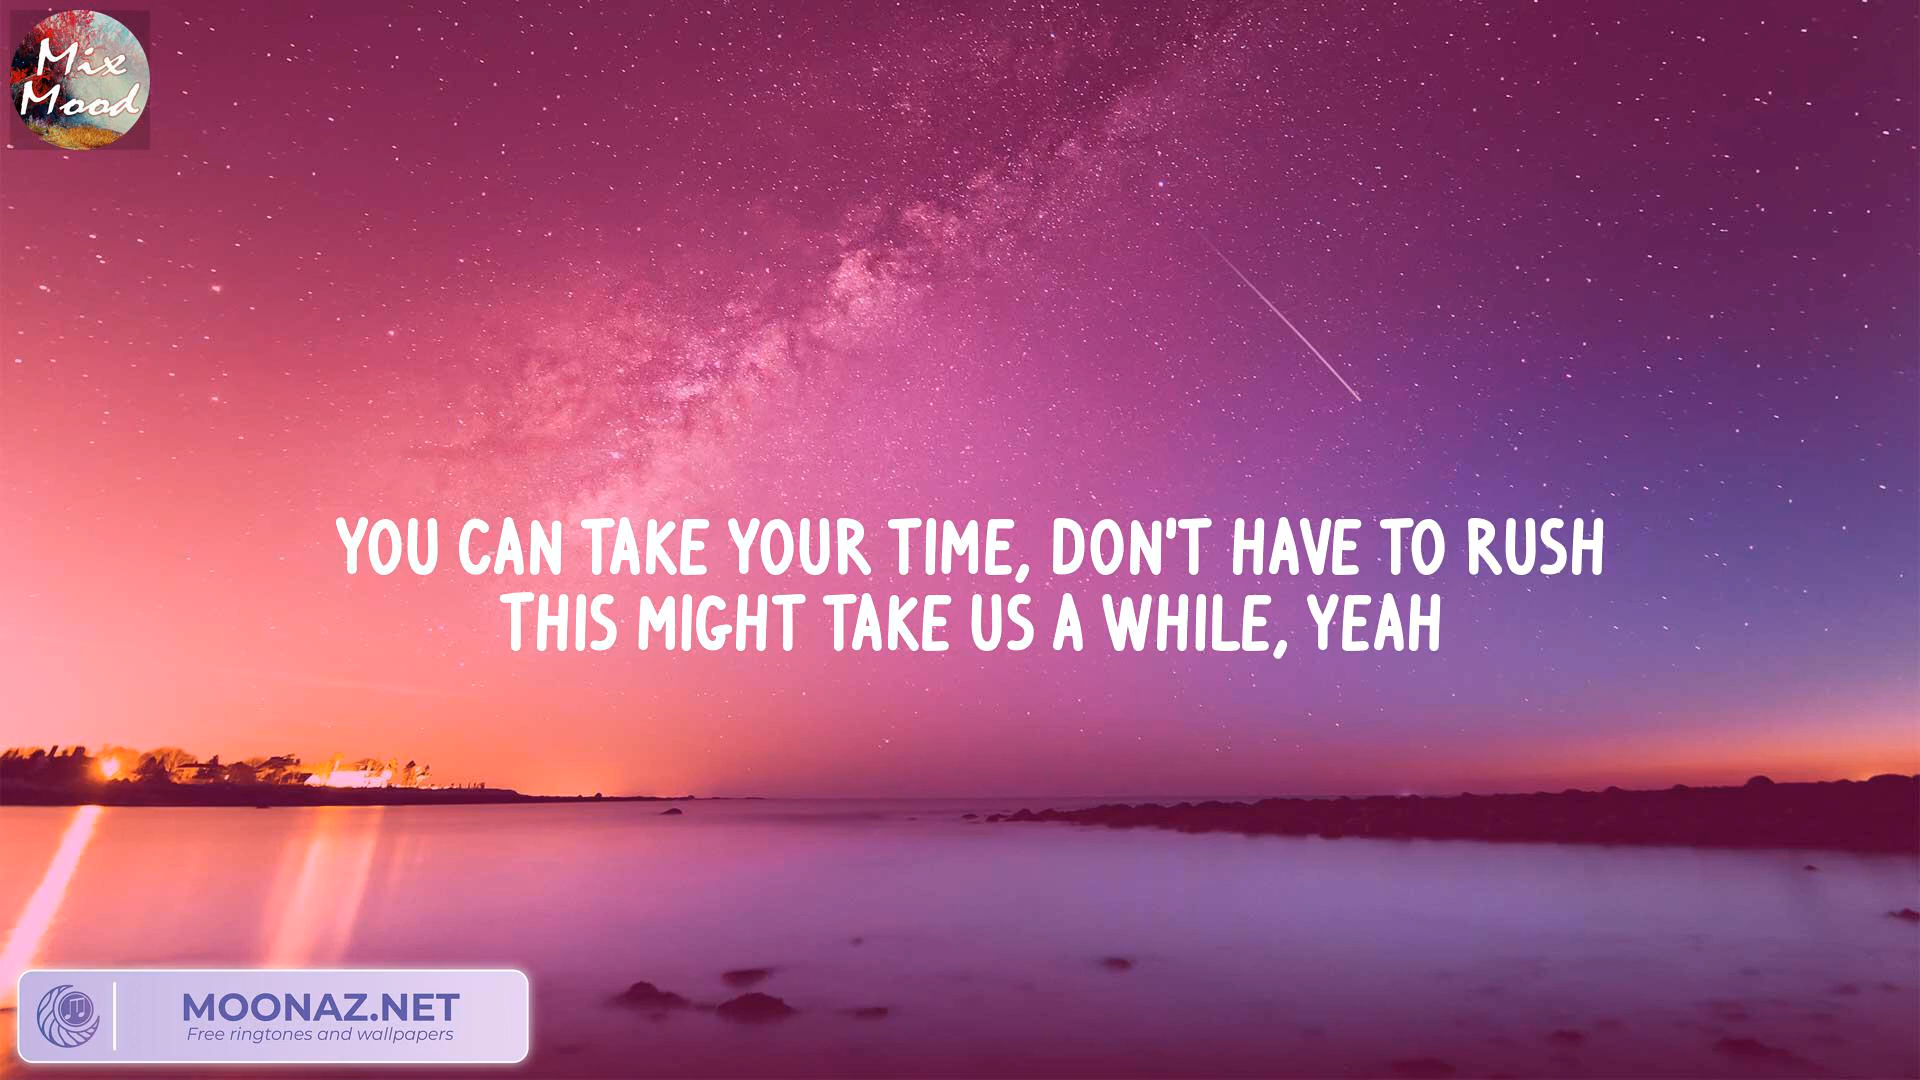 Mix
Mood
YOU CAN TAKE YOUR TIME, DON'T HAVE TO RUSH
THIS MIGHT TAKE US A WHILE, YEAH
MOONAZ.NET
Free ringtones and wallpapers